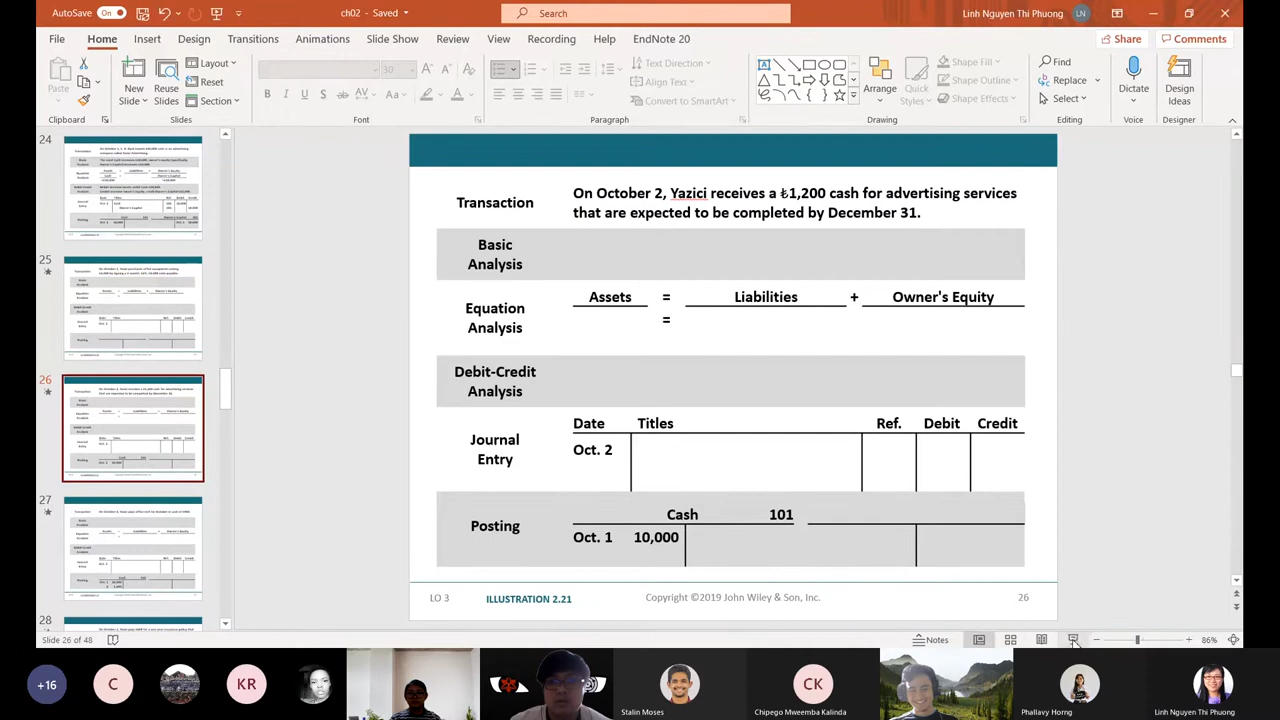 AutoSave
On
ch02 - Saved
Search
Linh Nguyen Thi Phuong
LN
File
Home
Insert
Design
Transitions
Animations
Slide Show
Review
View
Recording
Help
EndNote 20
Share
Comments
Paste
New
Slide
Reuse
Slides
Layout
Reset
Section
30
Text Direction
Align Text
Convert to SmartArt
Arrange
Quick
Styles
Shape Fill
Shape Outline
Shape Effects
Find
Replace
Select
Dictate
Design
Ideas
Clipboard
Slides
Font
Paragraph
Drawing
Editing
Voice
Designer
24
25
26
27
28
Transaction
On October 2, Yazici receives a ₺1,200 cash for advertising services
that are expected to be completed by December 31.
Basic
Analysis
Equation
Analysis
Assets = Liabilities + Owner's Equity
=
Debit-Credit
Analysis
Journal
Entry
Date Titles Ref. Debit Credit
Oct. 2
Posting
Cash 101
Oct. 1 10,000
LO 3
ILLUSTRATION 2.21
Copyright ©2019 John Wiley & Son, Inc.
26
Slide 26 of 48
Notes
86%
+16
C
KR
Stalin Moses
CK
Chipego Mweemba Kalinda
Phallavy Horng
Linh Nguyen Thi Phuong